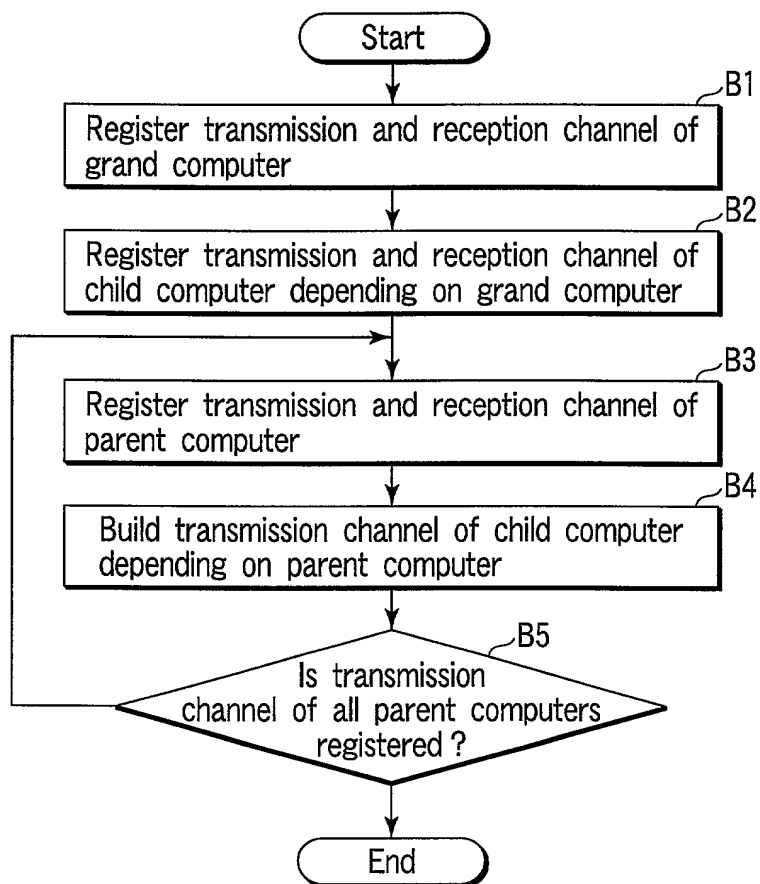 Start
B1
Register transmission and reception channel of
grand computer
B2
Register transmission and reception channel of
child computer depending on grand computer
B3
Register transmission and reception channel of
parent computer
B4
Build transmission channel of child computer
depending on parent computer
B5
Is transmission
channel of all parent computers
registered ?
End